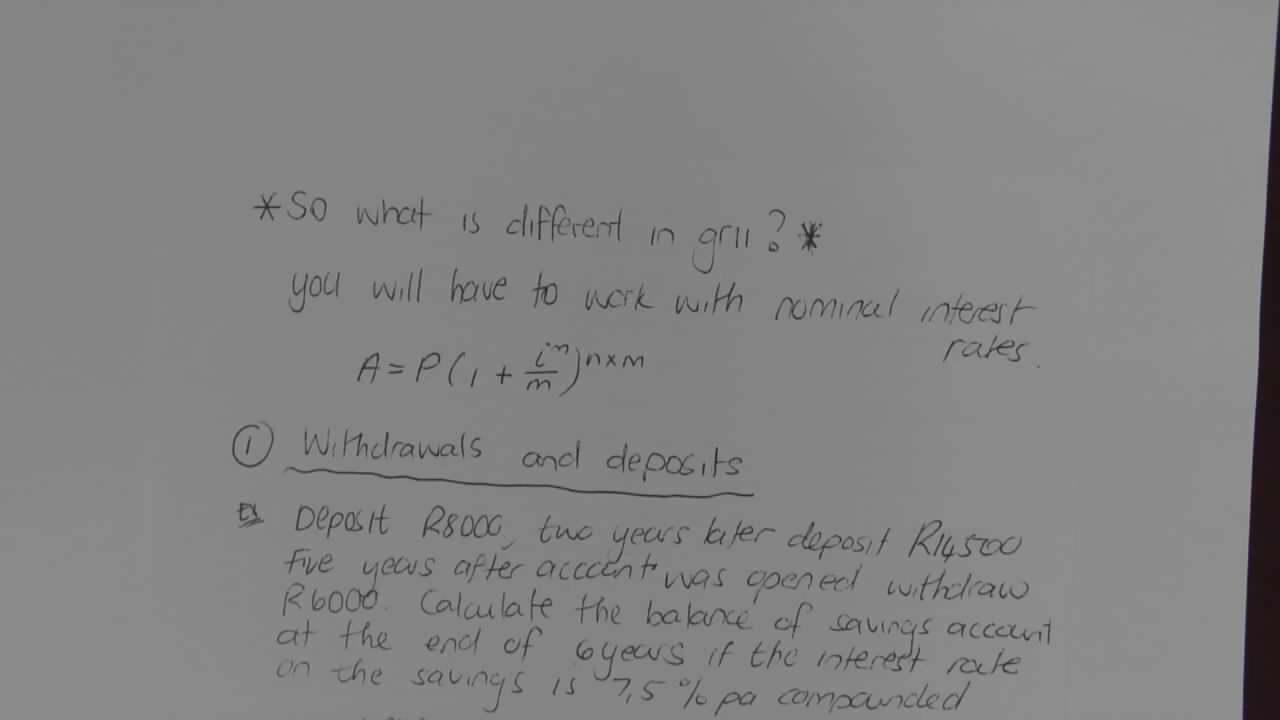 *So what is different in gr11? *
you will have to work with nominal interest
rates.
A = P(1 + i^m/m)^n×m
① Withdrawals and deposits
Ex Deposit R8000, two years later deposit R14500
Five years after account was opened withdraw
R6000. Calculate the balance of savings account
at the end of 6 years if the interest rate
on the savings is 7,5 % pa compounded